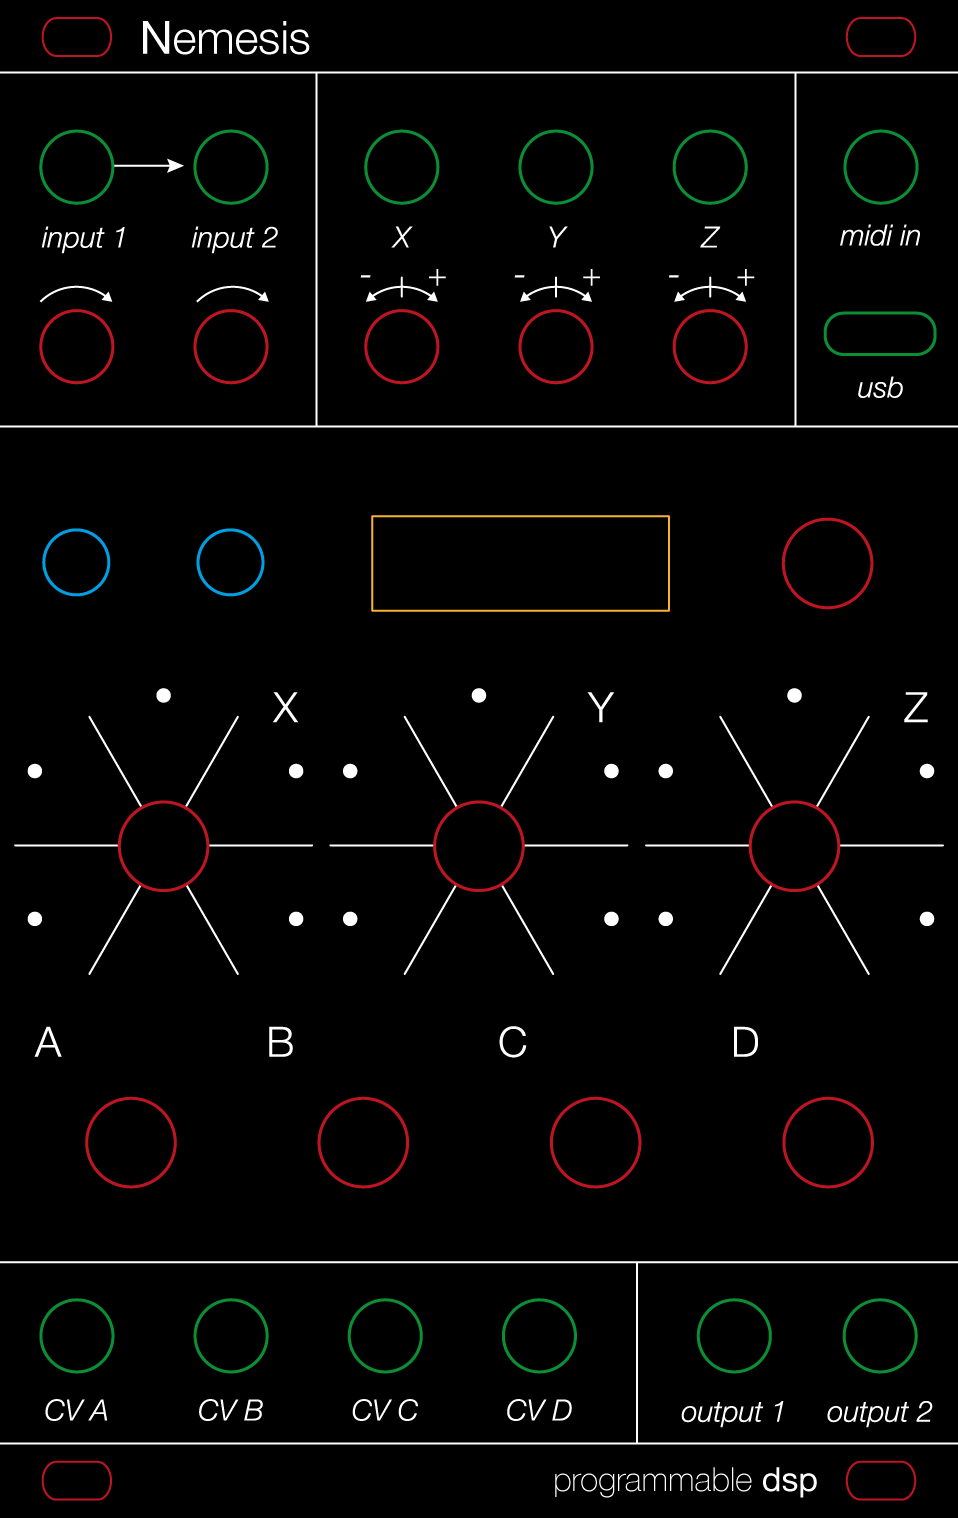 Nemesis
input 1 input 2 X Y Z midi in
- + - + - +
usb
X Y Z
A B C D
CV A CV B CV C CV D output 1 output 2
programmable dsp